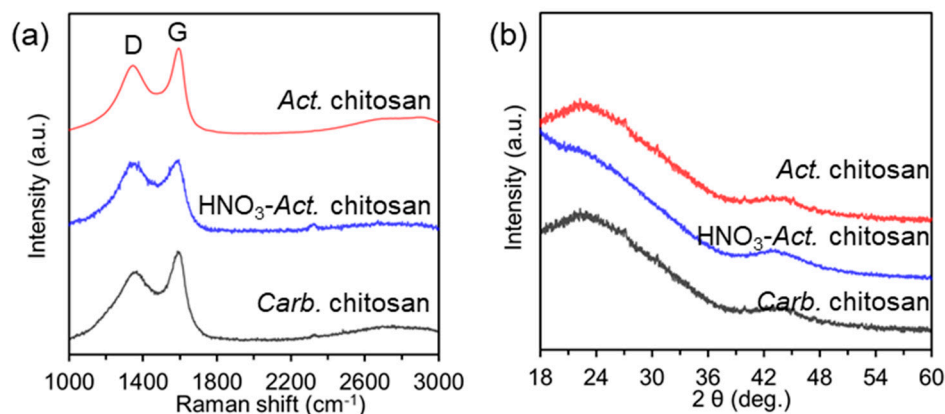 (a)
D
G
Act. chitosan
HNO₃-Act. chitosan
Carb. chitosan
Intensity (a.u.)
1000 1400 1800 2200 2600 3000
Raman shift (cm⁻¹)
(b)
Act. chitosan
HNO₃-Act. chitosan
Carb. chitosan
Intensity (a.u.)
18 24 30 36 42 48 54 60
2 θ (deg.)